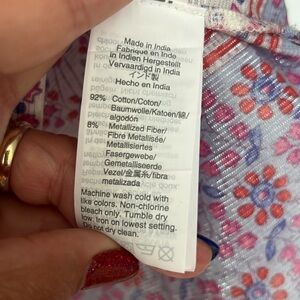 Made in India
Fabriqué en Inde
in Indien Hergestellt
Vervaardigd in India
インド製
Hecho en India
92% Cotton/Coton/
Baumwolle/Katoen/綿/
algodón
8% Metallized Fiber/
Fibre Metallisée/
Metallisiertes
Fasergewebe/
Gemetalliseerde
Vezel/金属糸/fibra
metalizada
Machine wash cold with
like colors. Non-chlorine
Bleach only. Tumble dry
low. Iron on lowest setting.
Do not dry clean.